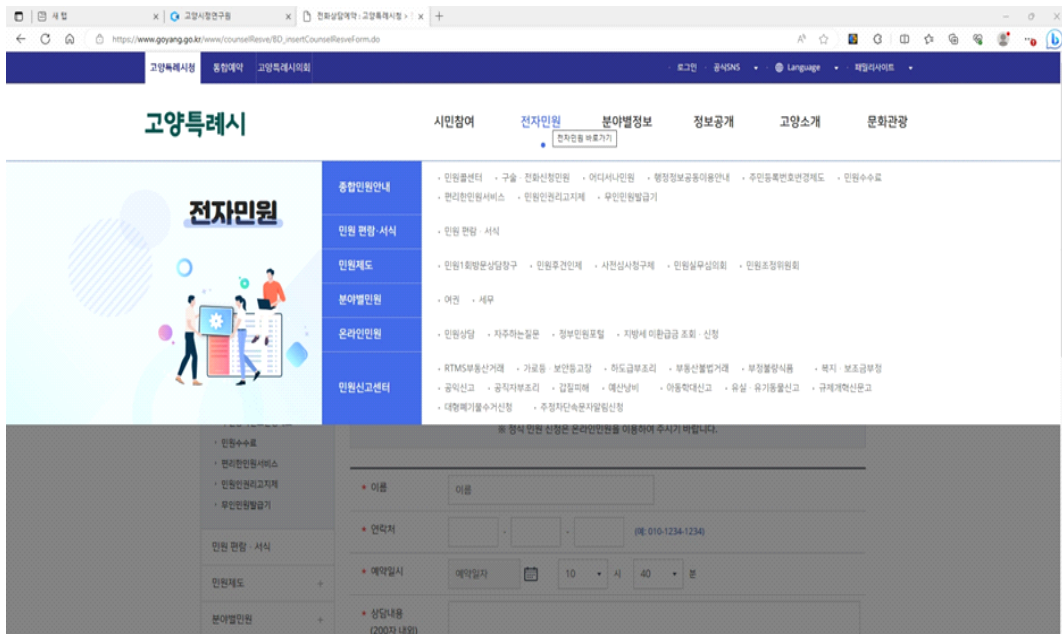 새 탭
고양시정연구원
전화상담예약 : 고양특례시청 >
https://www.goyang.go.kr/www/counselResve/BD_insertCounselResveForm.do
고양특례시청 통합예약 고양특례시의회
로그인 공식SNS Language 패밀리사이트
고양특례시
시민참여 전자민원 분야별정보 정보공개 고양소개 문화관광
전자민원 바로가기
전자민원
종합민원안내
· 민원콜센터 · 구술 · 전화신청민원 · 어디서나민원 · 행정정보공동이용안내 · 주민등록번호변경제도 · 민원수수료
· 편리한민원서비스 · 민원인권리고지제 · 무인민원발급기
민원 편람·서식
· 민원 편람 · 서식
민원제도
· 민원1회방문상담창구 · 민원후견인제 · 사전심사청구제 · 민원실무심의회 · 민원조정위원회
분야별민원
· 여권 · 세무
온라인민원
· 민원상담 · 자주하는질문 · 정부민원포털 · 지방세 미환급금 조회 · 신청
민원신고센터
· RTMS부동산거래 · 가로등 · 보안등고장 · 하도급부조리 · 부동산불법거래 · 부정불량식품 · 복지 · 보조금부정
· 공익신고 · 공직자부조리 · 갑질피해 · 예산낭비 · 아동학대신고 · 유실 · 유기동물신고 · 규제개혁신문고
· 대형폐기물수거신청 · 주정차단속문자알림신청
※ 정식 민원 신청은 온라인민원을 이용하여 주시기 바랍니다.
· 민원수수료
· 편리한민원서비스
· 민원인권리고지제
· 무인민원발급기
민원 편람 · 서식
민원제도 +
분야별민원 +
* 이름 이름
* 연락처 - - (예: 010-1234-1234)
* 예약일시 예약일자 10 시 40 분
* 상담내용
(200자 내외)